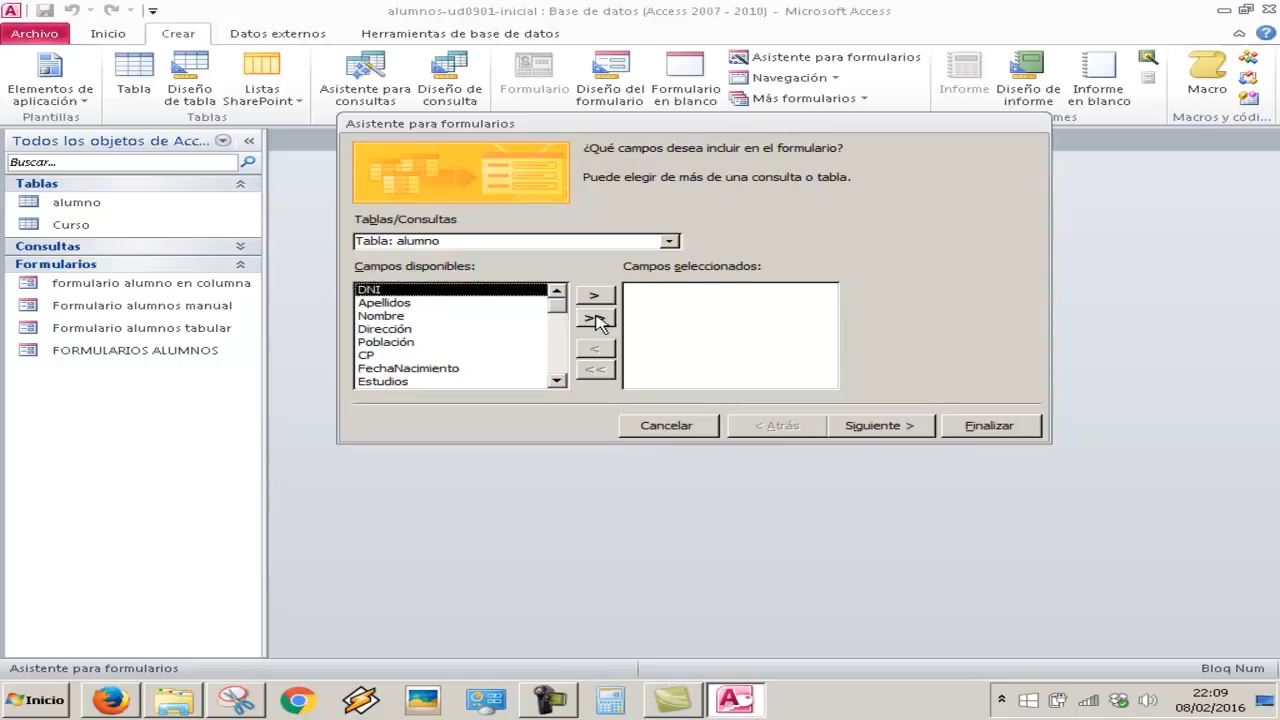 alumnos-ud0901-inicial : Base de datos (Access 2007 - 2010) - Microsoft Access
Archivo
Inicio
Crear
Datos externos
Herramientas de base de datos
Elementos de aplicación
Tabla
Diseño de tabla
Listas SharePoint
Asistente para consultas
Diseño de consulta
Formulario
Diseño del formulario
Formulario en blanco
Asistente para formularios
Navegación
Más formularios
Informe
Diseño de informe
Informe en blanco
Macro
Plantillas
Tablas
mes
Macros y códi...
Todos los objetos de Acc...
«
Buscar...
Tablas
alumno
Curso
Consultas
Formularios
formulario alumno en columna
Formulario alumnos manual
Formulario alumnos tabular
FORMULARIOS ALUMNOS
Asistente para formularios
¿Qué campos desea incluir en el formulario?
Puede elegir de más de una consulta o tabla.
Tablas/Consultas
Tabla: alumno
Campos disponibles:
Campos seleccionados:
DNI
Apellidos
Nombre
Dirección
Población
CP
FechaNacimiento
Estudios
>
>>
<
<<
Cancelar
< Atrás
Siguiente >
Finalizar
Asistente para formularios
Bloq Num
Inicio
22:09
08/02/2016